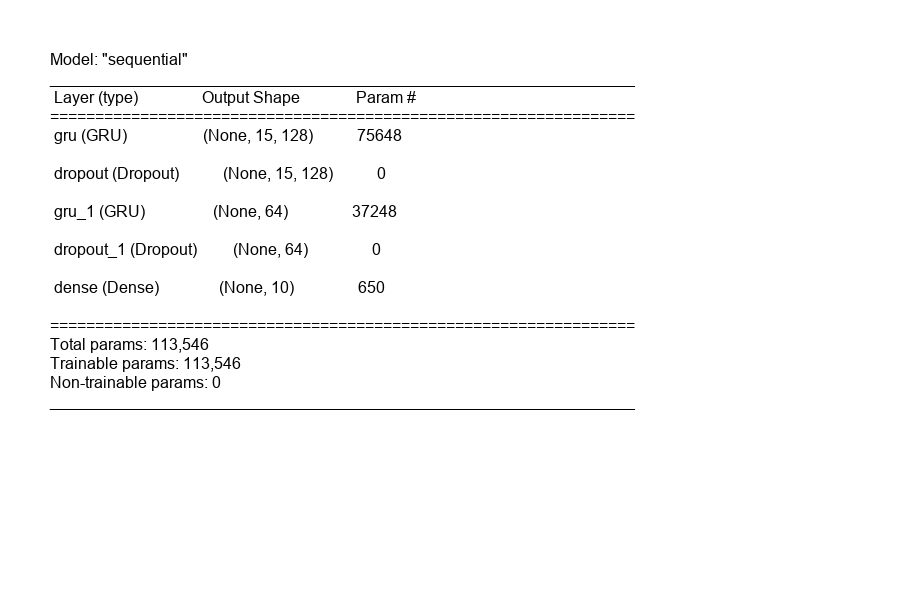 Model: "sequential"
_________________________________________________________________
Layer (type) Output Shape Param #
=================================================================
gru (GRU) (None, 15, 128) 75648
dropout (Dropout) (None, 15, 128) 0
gru_1 (GRU) (None, 64) 37248
dropout_1 (Dropout) (None, 64) 0
dense (Dense) (None, 10) 650
=================================================================
Total params: 113,546
Trainable params: 113,546
Non-trainable params: 0
_________________________________________________________________